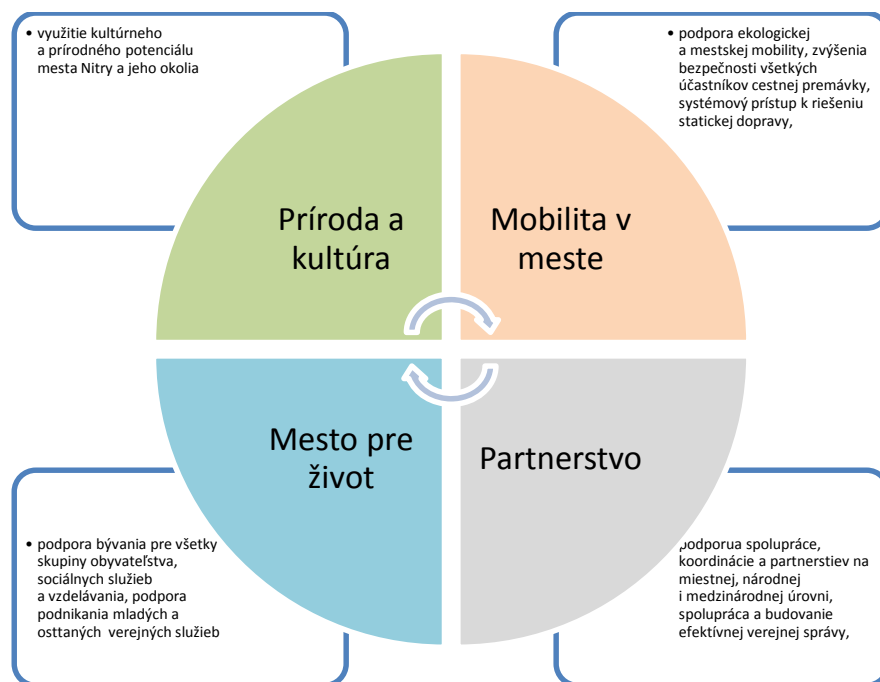 • využitie kultúrneho
a prírodného potenciálu
mesta Nitry a jeho okolia
• podpora ekologickej
a mestskej mobility, zvýšenia
bezpečnosti všetkých
účastníkov cestnej premávky,
systémový prístup k riešeniu
statickej dopravy,
Príroda a
kultúra
Mobilita v
meste
Mesto pre
život
Partnerstvo
• podpora bývania pre všetky
skupiny obyvateľstva,
sociálnych služieb
a vzdelávania, podpora
podnikania mladých a
osttaných verejných služieb
podporua spolupráce,
koordinácie a partnerstiev na
miestnej, národnej
i medzinárodnej úrovni,
spolupráca a budovanie
efektívnej verejnej správy,